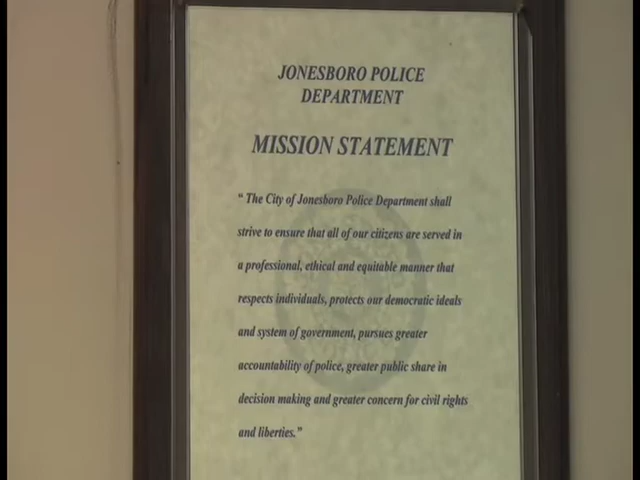 JONESBORO POLICE
DEPARTMENT
MISSION STATEMENT
“ The City of Jonesboro Police Department shall
strive to ensure that all of our citizens are served in
a professional, ethical and equitable manner that
respects individuals, protects our democratic ideals
and system of government, pursues greater
accountability of police, greater public share in
decision making and greater concern for civil rights
and liberties.”